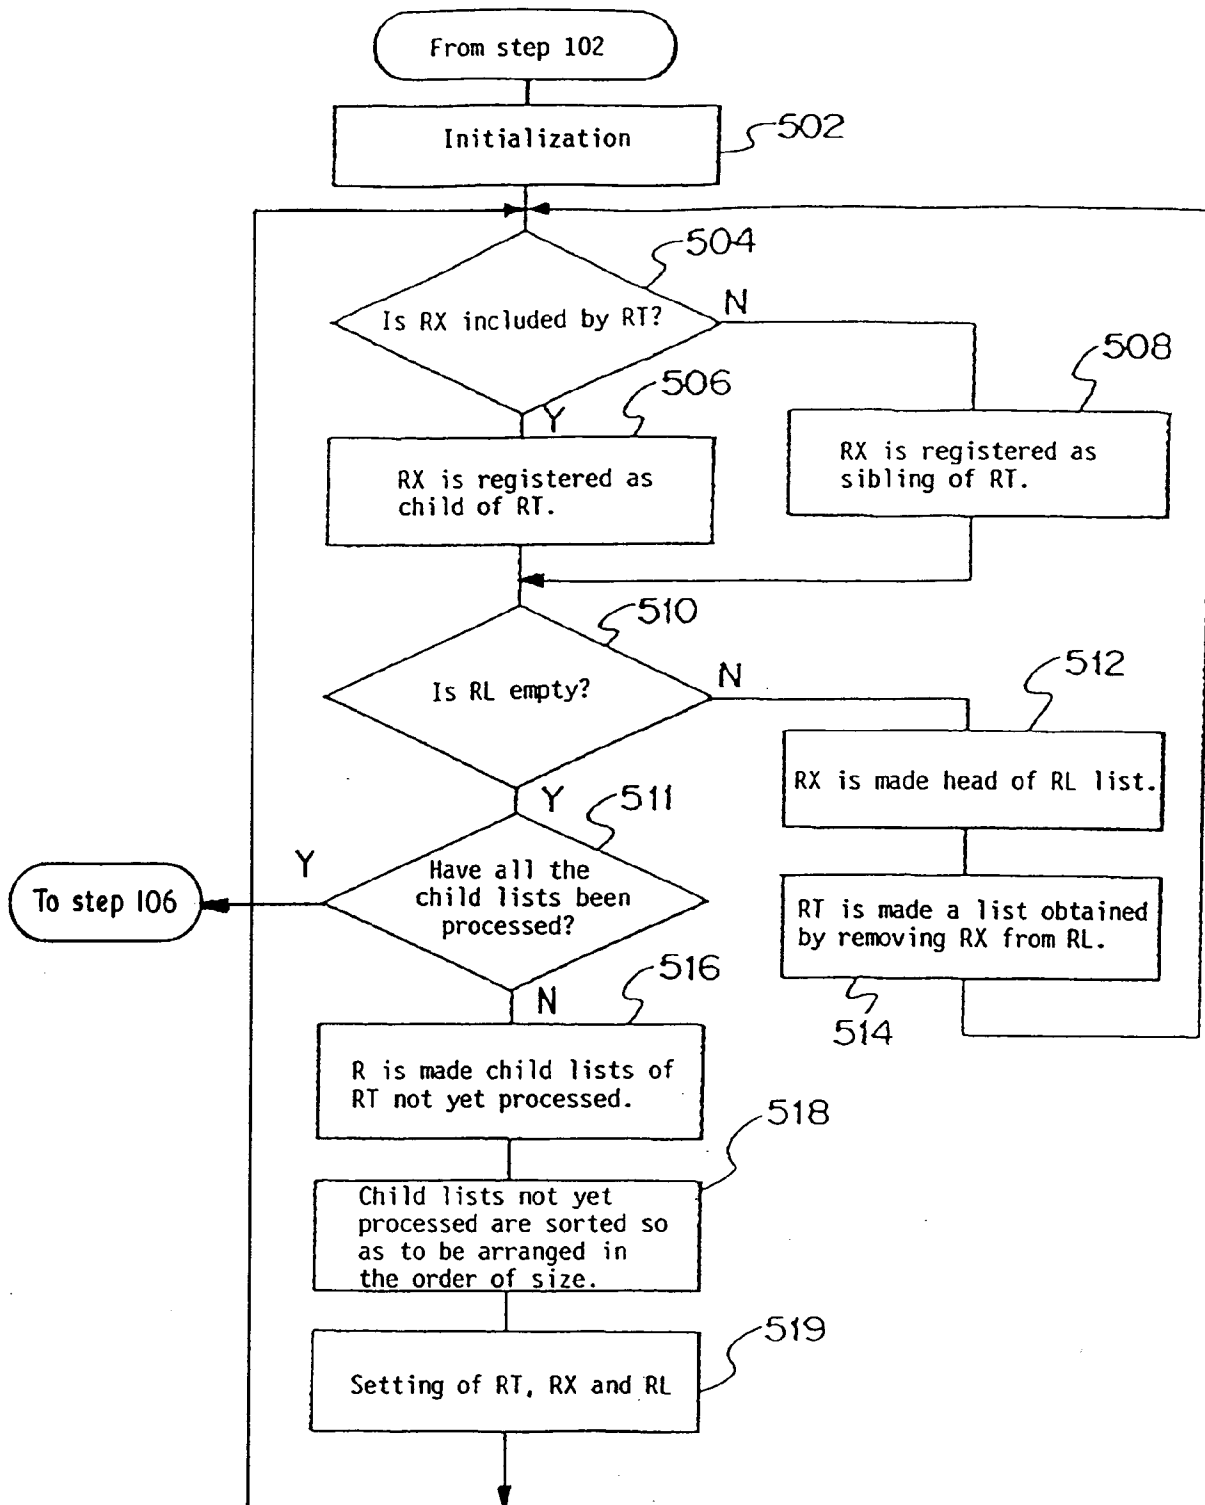 From step 102
Initialization
502
504
Is RX included by RT?
N
508
506
Y
RX is registered as
child of RT.
RX is registered as
sibling of RT.
510
Is RL empty?
N
512
RX is made head of RL list.
Y
511
Y
Have all the
child lists been
processed?
To step 106
RT is made a list obtained
by removing RX from RL.
514
516
N
R is made child lists of
RT not yet processed.
518
Child lists not yet
processed are sorted so
as to be arranged in
the order of size.
519
Setting of RT, RX and RL